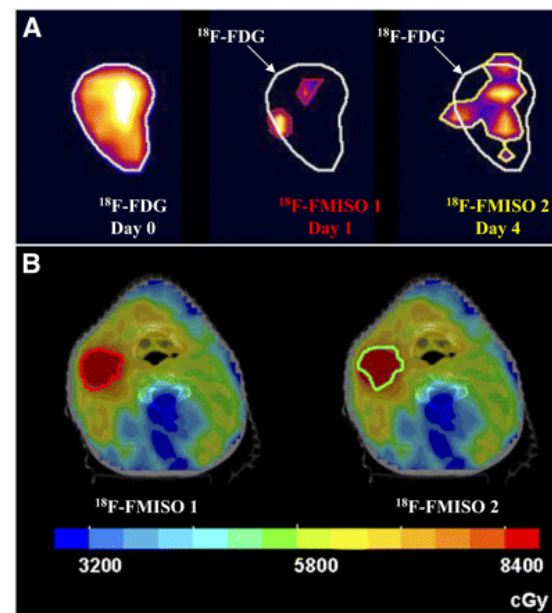 A
¹⁸F-FDG
¹⁸F-FDG
¹⁸F-FDG
Day 0
¹⁸F-FMISO 1
Day 1
¹⁸F-FMISO 2
Day 4
B
¹⁸F-FMISO 1
¹⁸F-FMISO 2
3200
5800
8400
cGy